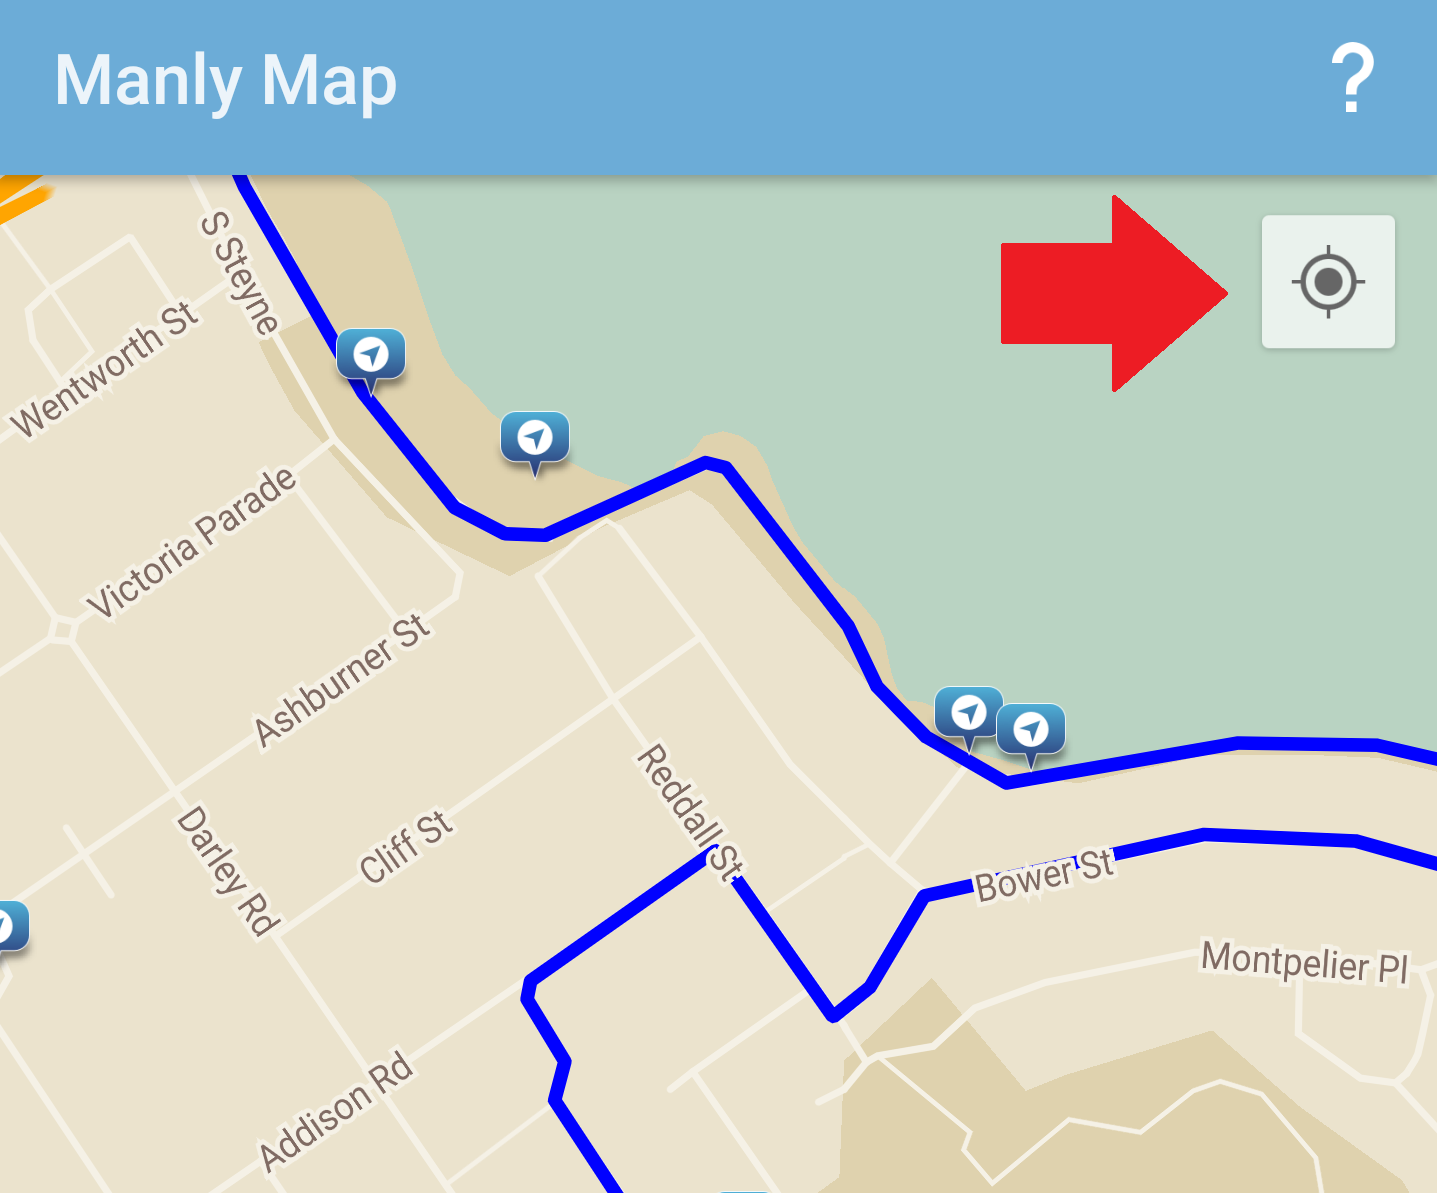 Manly Map
?
S Steyne
Wentworth St
Victoria Parade
Ashburner St
Reddall St
Darley Rd
Cliff St
Bower St
Montpelier Pl
Addison Rd